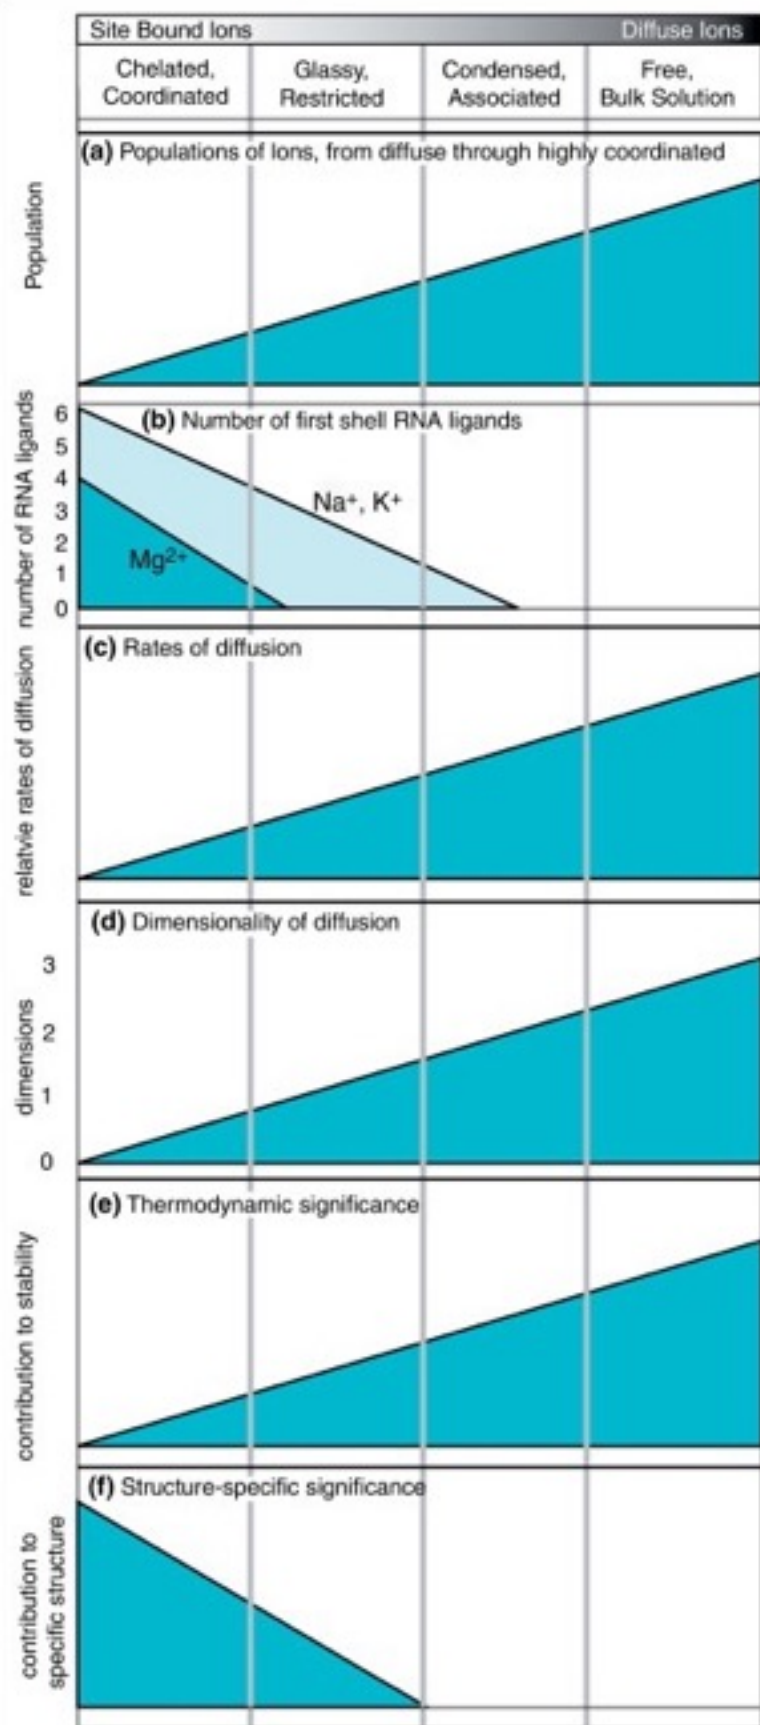 Site Bound Ions Diffuse Ions
Chelated, Glassy, Condensed, Free,
Coordinated Restricted Associated Bulk Solution
(a) Populations of Ions, from diffuse through highly coordinated
Population
(b) Number of first shell RNA ligands
number of RNA ligands
6
5
4
3
2
1
0
Na⁺, K⁺
Mg²⁺
(c) Rates of diffusion
relatvie rates of diffusion
(d) Dimensionality of diffusion
dimensions
3
2
1
0
(e) Thermodynamic significance
contribution to stability
(f) Structure-specific significance
contribution to
specific structure